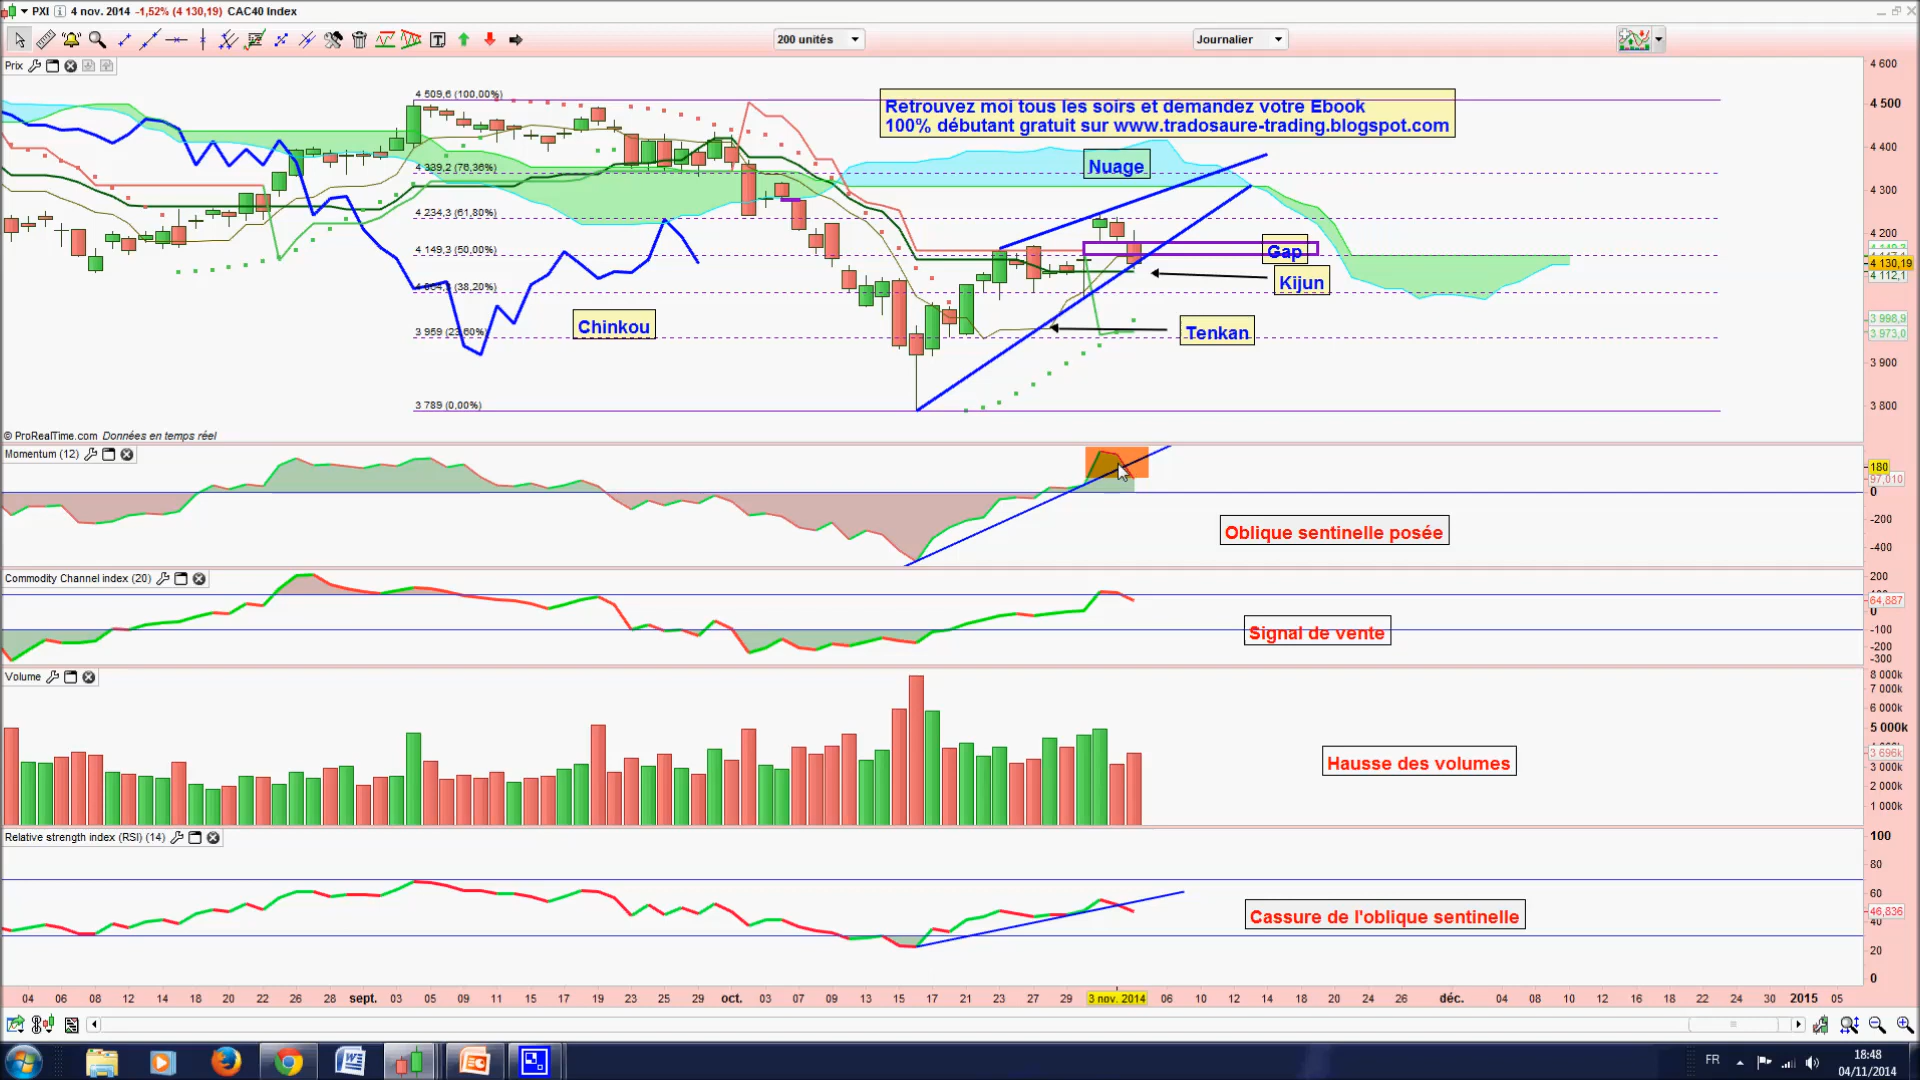 PXI 4 nov. 2014 -1,52% (4 130,19) CAC40 Index
200 unités
Journalier
Prix
4 509,6 (100,00%)
4 339,2 (76,36%)
4 234,3 (61,80%)
4 149,3 (50,00%)
(38,20%)
3 959 (23,60%)
3 789 (0,00%)
Retrouvez moi tous les soirs et demandez votre Ebook
100% débutant gratuit sur www.tradosaure-trading.blogspot.com
Nuage
Gap
Kijun
Tenkan
Chinkou
4 600
4 500
4 400
4 300
4 200
4 130,19
4 112,1
3 998,9
3 973,0
3 900
3 800
© ProRealTime.com Données en temps réel
Momentum (12)
180
97,010
0
-200
-400
Oblique sentinelle posée
Commodity Channel index (20)
200
64,887
0
-100
-200
-300
Signal de vente
Volume
8 000k
7 000k
6 000k
5 000k
3 696k
3 000k
2 000k
1 000k
Hausse des volumes
Relative strength index (RSI) (14)
100
80
60
46,836
40
20
0
Cassure de l'oblique sentinelle
04 06 08 12 14 18 20 22 26 28 sept. 03 05 09 11 15 17 19 23 25 29 oct. 03 07 09 13 15 17 21 23 27 29 3 nov. 2014 06 10 12 14 18 20 24 26 déc. 04 08 10 12 16 18 22 24 30 2015 05
FR
18:48
04/11/2014